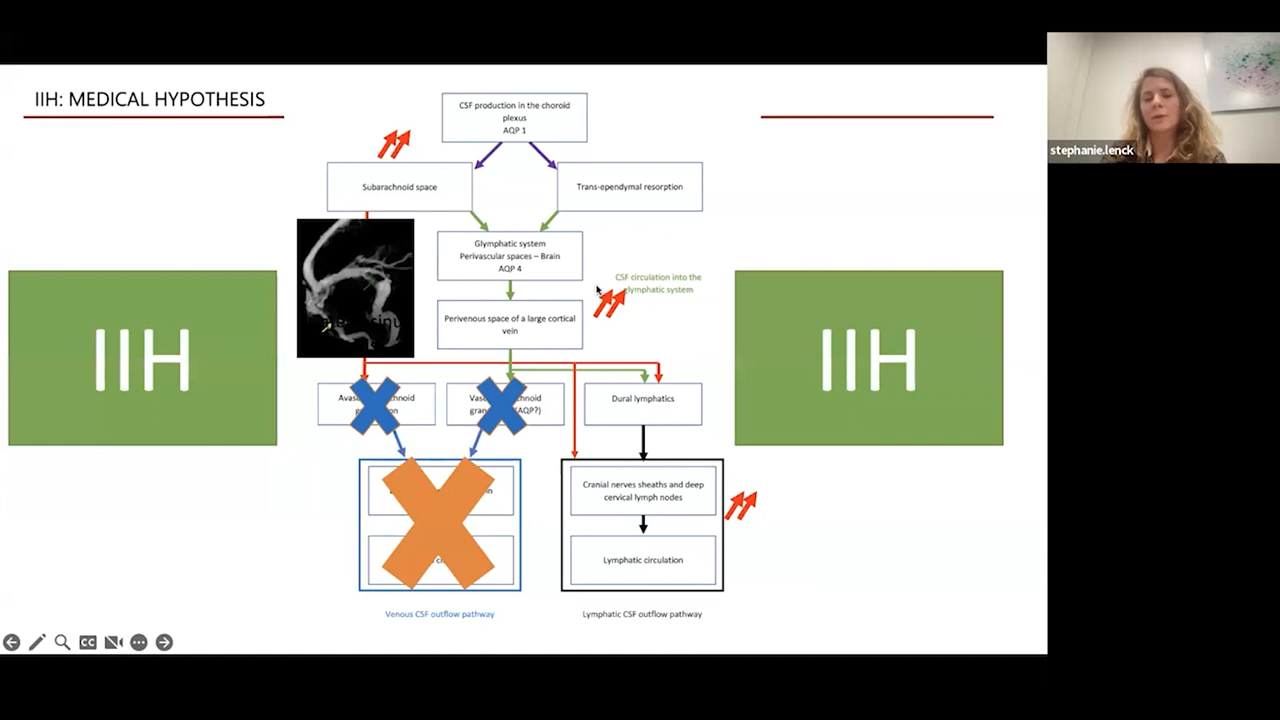 IIH: MEDICAL HYPOTHESIS
CSF production in the choroid
plexus
AQP 1
stephanie.lenck
Subarachnoid space
Trans-ependymal resorption
Glymphatic system
Perivascular spaces – Brain
AQP 4
CSF circulation into the
glymphatic system
Perivenous space of a large cortical
vein
IIH
IIH
Dural lymphatics
Cranial nerves sheaths and deep
cervical lymph nodes
Lymphatic circulation
Venous CSF outflow pathway
Lymphatic CSF outflow pathway
CC